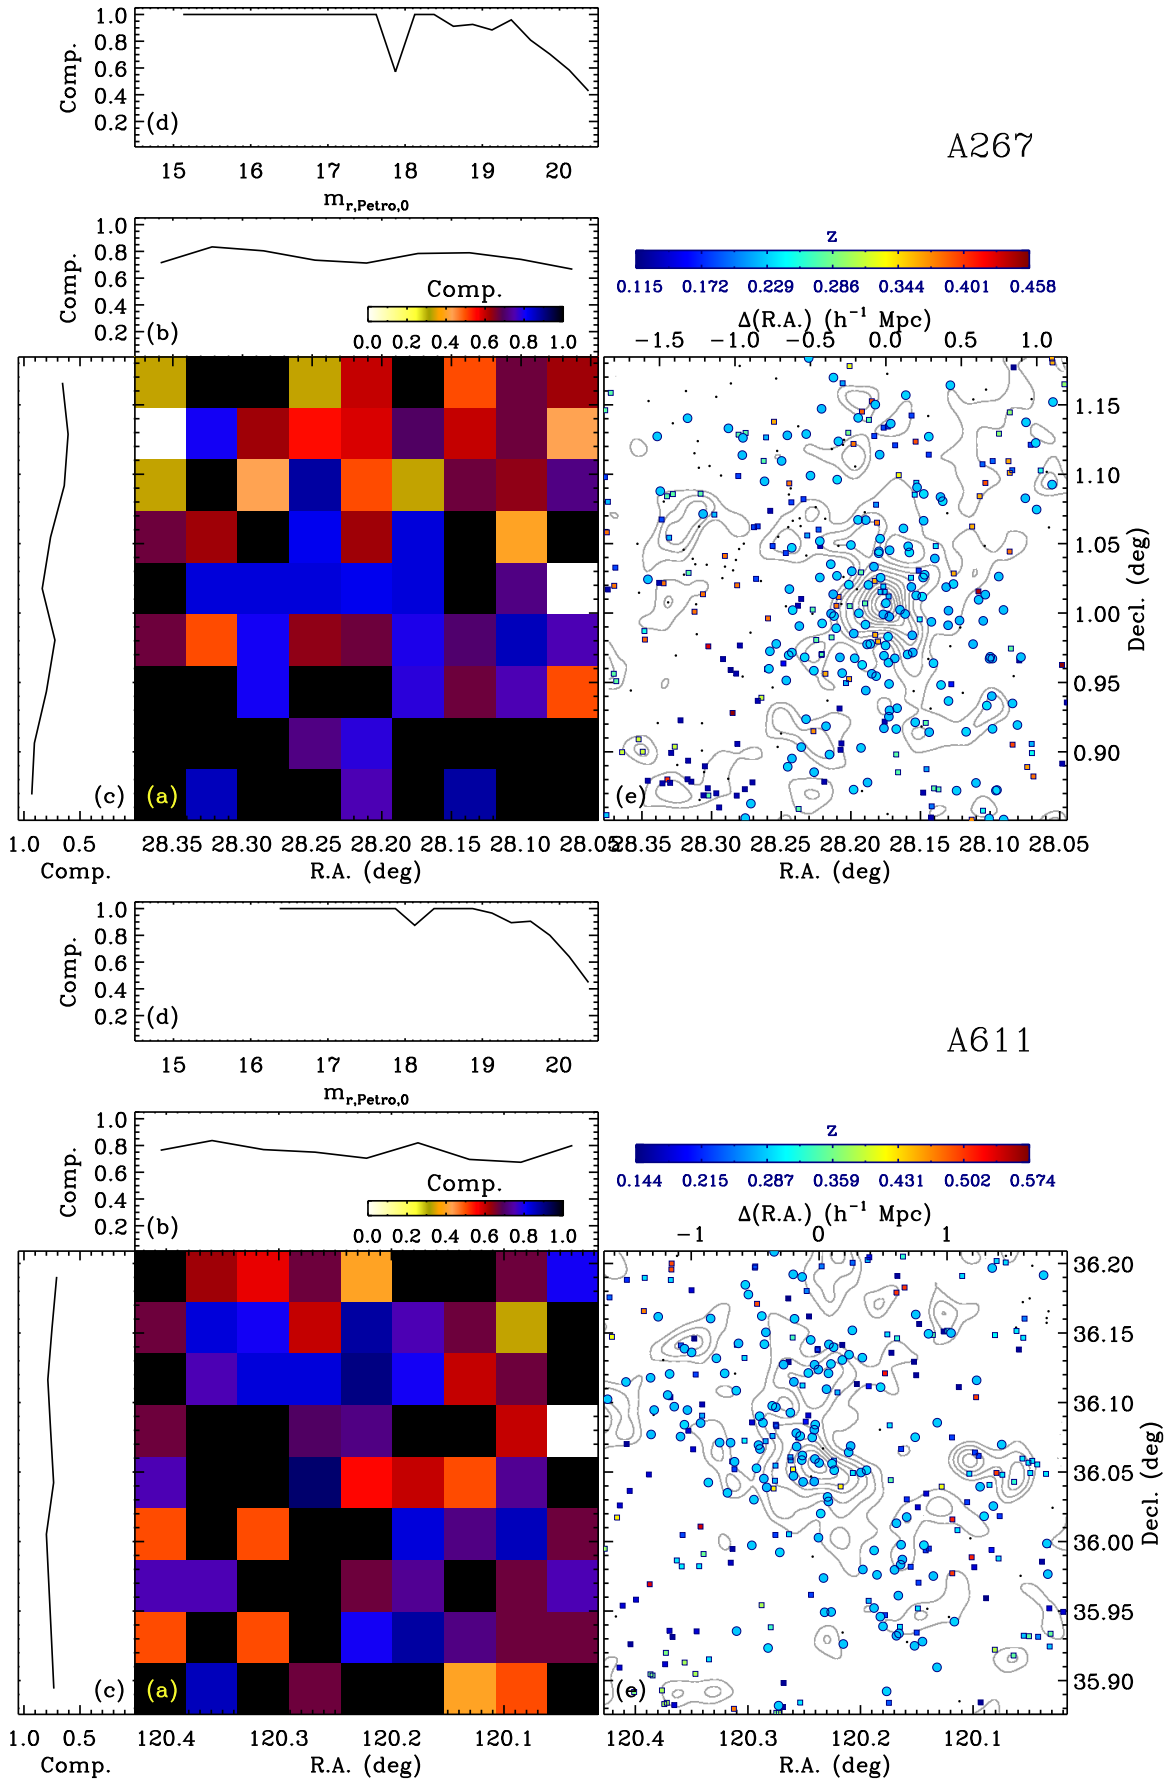 1.0
0.8
0.6
0.4
0.2
Comp.
(d)
15 16 17 18 19 20
m r,Petro,0
A267
1.0
0.8
0.6
0.4
0.2
Comp.
(b)
Comp.
0.0 0.2 0.4 0.6 0.8 1.0
z
0.115 0.172 0.229 0.286 0.344 0.401 0.458
Δ(R.A.) (h⁻¹ Mpc)
−1.5 −1.0 −0.5 0.0 0.5 1.0
(c)
(a)
(e)
1.15
1.10
1.05
1.00
0.95
0.90
Decl. (deg)
1.0 0.5
Comp.
28.35 28.30 28.25 28.20 28.15 28.10 28.05
R.A. (deg)
28.35 28.30 28.25 28.20 28.15 28.10 28.05
R.A. (deg)
1.0
0.8
0.6
0.4
0.2
Comp.
(d)
15 16 17 18 19 20
m r,Petro,0
A611
1.0
0.8
0.6
0.4
0.2
Comp.
(b)
Comp.
0.0 0.2 0.4 0.6 0.8 1.0
z
0.144 0.215 0.287 0.359 0.431 0.502 0.574
Δ(R.A.) (h⁻¹ Mpc)
−1 0 1
(c)
(a)
(e)
36.20
36.15
36.10
36.05
36.00
35.95
35.90
Decl. (deg)
1.0 0.5
Comp.
120.4 120.3 120.2 120.1
R.A. (deg)
120.4 120.3 120.2 120.1
R.A. (deg)